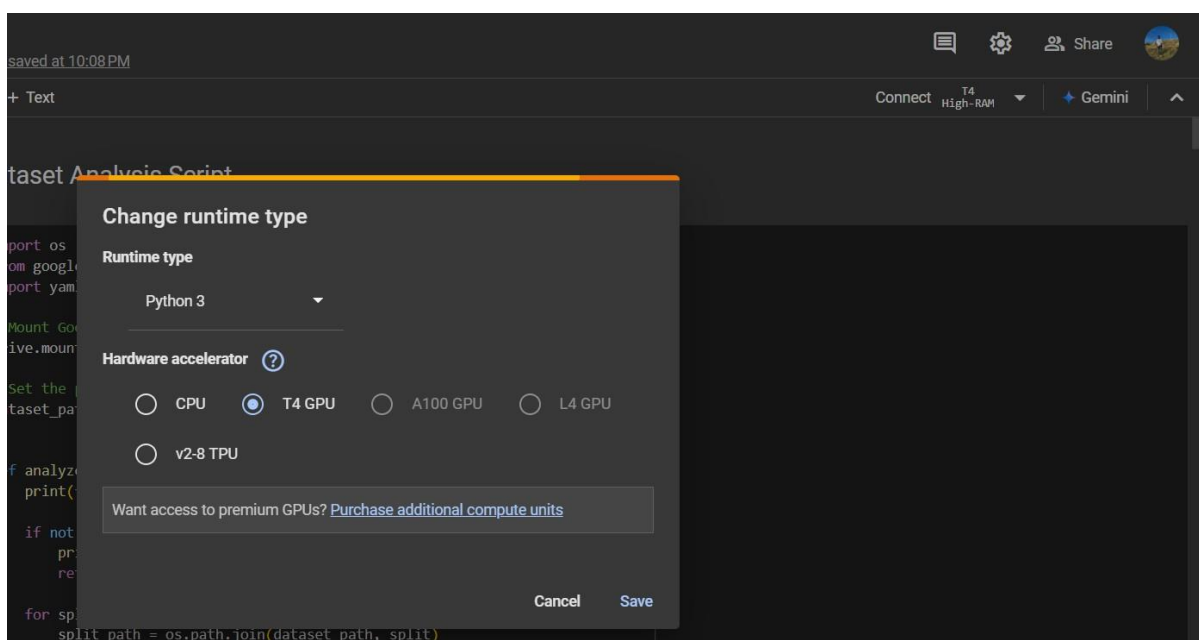 saved at 10:08 PM
Share
+ Text
Connect
T4
High-RAM
Gemini
taset Analysis Script
Change runtime type
port os
Runtime type
om googl
port yam
Python 3
Mount Go
ive.moun
Hardware accelerator ?
Set the
CPU T4 GPU A100 GPU L4 GPU
taset_pa
v2-8 TPU
f analyz
print(
Want access to premium GPUs? Purchase additional compute units
if not
pr
re
Cancel Save
for sp
split_path = os.path.join(dataset_path, split)